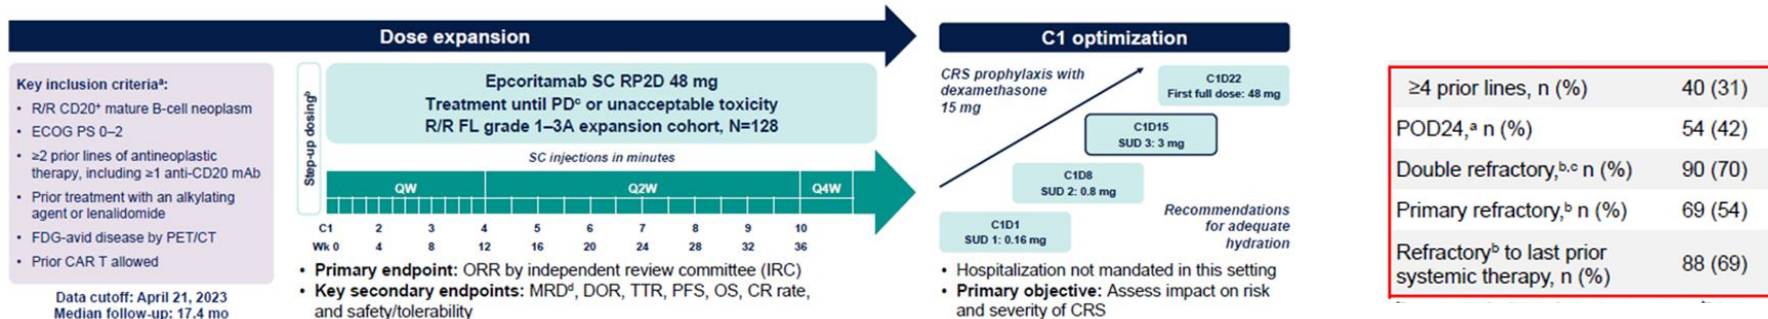 Dose expansion
Key inclusion criteriaᵃ:
• R/R CD20⁺ mature B-cell neoplasm
• ECOG PS 0–2
• ≥2 prior lines of antineoplastic
therapy, including ≥1 anti-CD20 mAb
• Prior treatment with an alkylating
agent or lenalidomide
• FDG-avid disease by PET/CT
• Prior CAR T allowed
Data cutoff: April 21, 2023
Median follow-up: 17.4 mo
Step-up dosingᵇ
Epcoritamab SC RP2D 48 mg
Treatment until PDᶜ or unacceptable toxicity
R/R FL grade 1–3A expansion cohort, N=128
SC injections in minutes
QW Q2W Q4W
C1 2 3 4 5 6 7 8 9 10
Wk 0 4 8 12 16 20 24 28 32 36
• Primary endpoint: ORR by independent review committee (IRC)
• Key secondary endpoints: MRDᵈ, DOR, TTR, PFS, OS, CR rate,
and safety/tolerability
C1 optimization
CRS prophylaxis with
dexamethasone
15 mg
C1D22
First full dose: 48 mg
C1D15
SUD 3: 3 mg
C1D8
SUD 2: 0.8 mg
C1D1
SUD 1: 0.16 mg
Recommendations
for adequate
hydration
• Hospitalization not mandated in this setting
• Primary objective: Assess impact on risk
and severity of CRS
≥4 prior lines, n (%) 40 (31)
POD24,ᵃ n (%) 54 (42)
Double refractory,ᵇ,ᶜ n (%) 90 (70)
Primary refractory,ᵇ n (%) 69 (54)
Refractoryᵇ to last prior
systemic therapy, n (%) 88 (69)